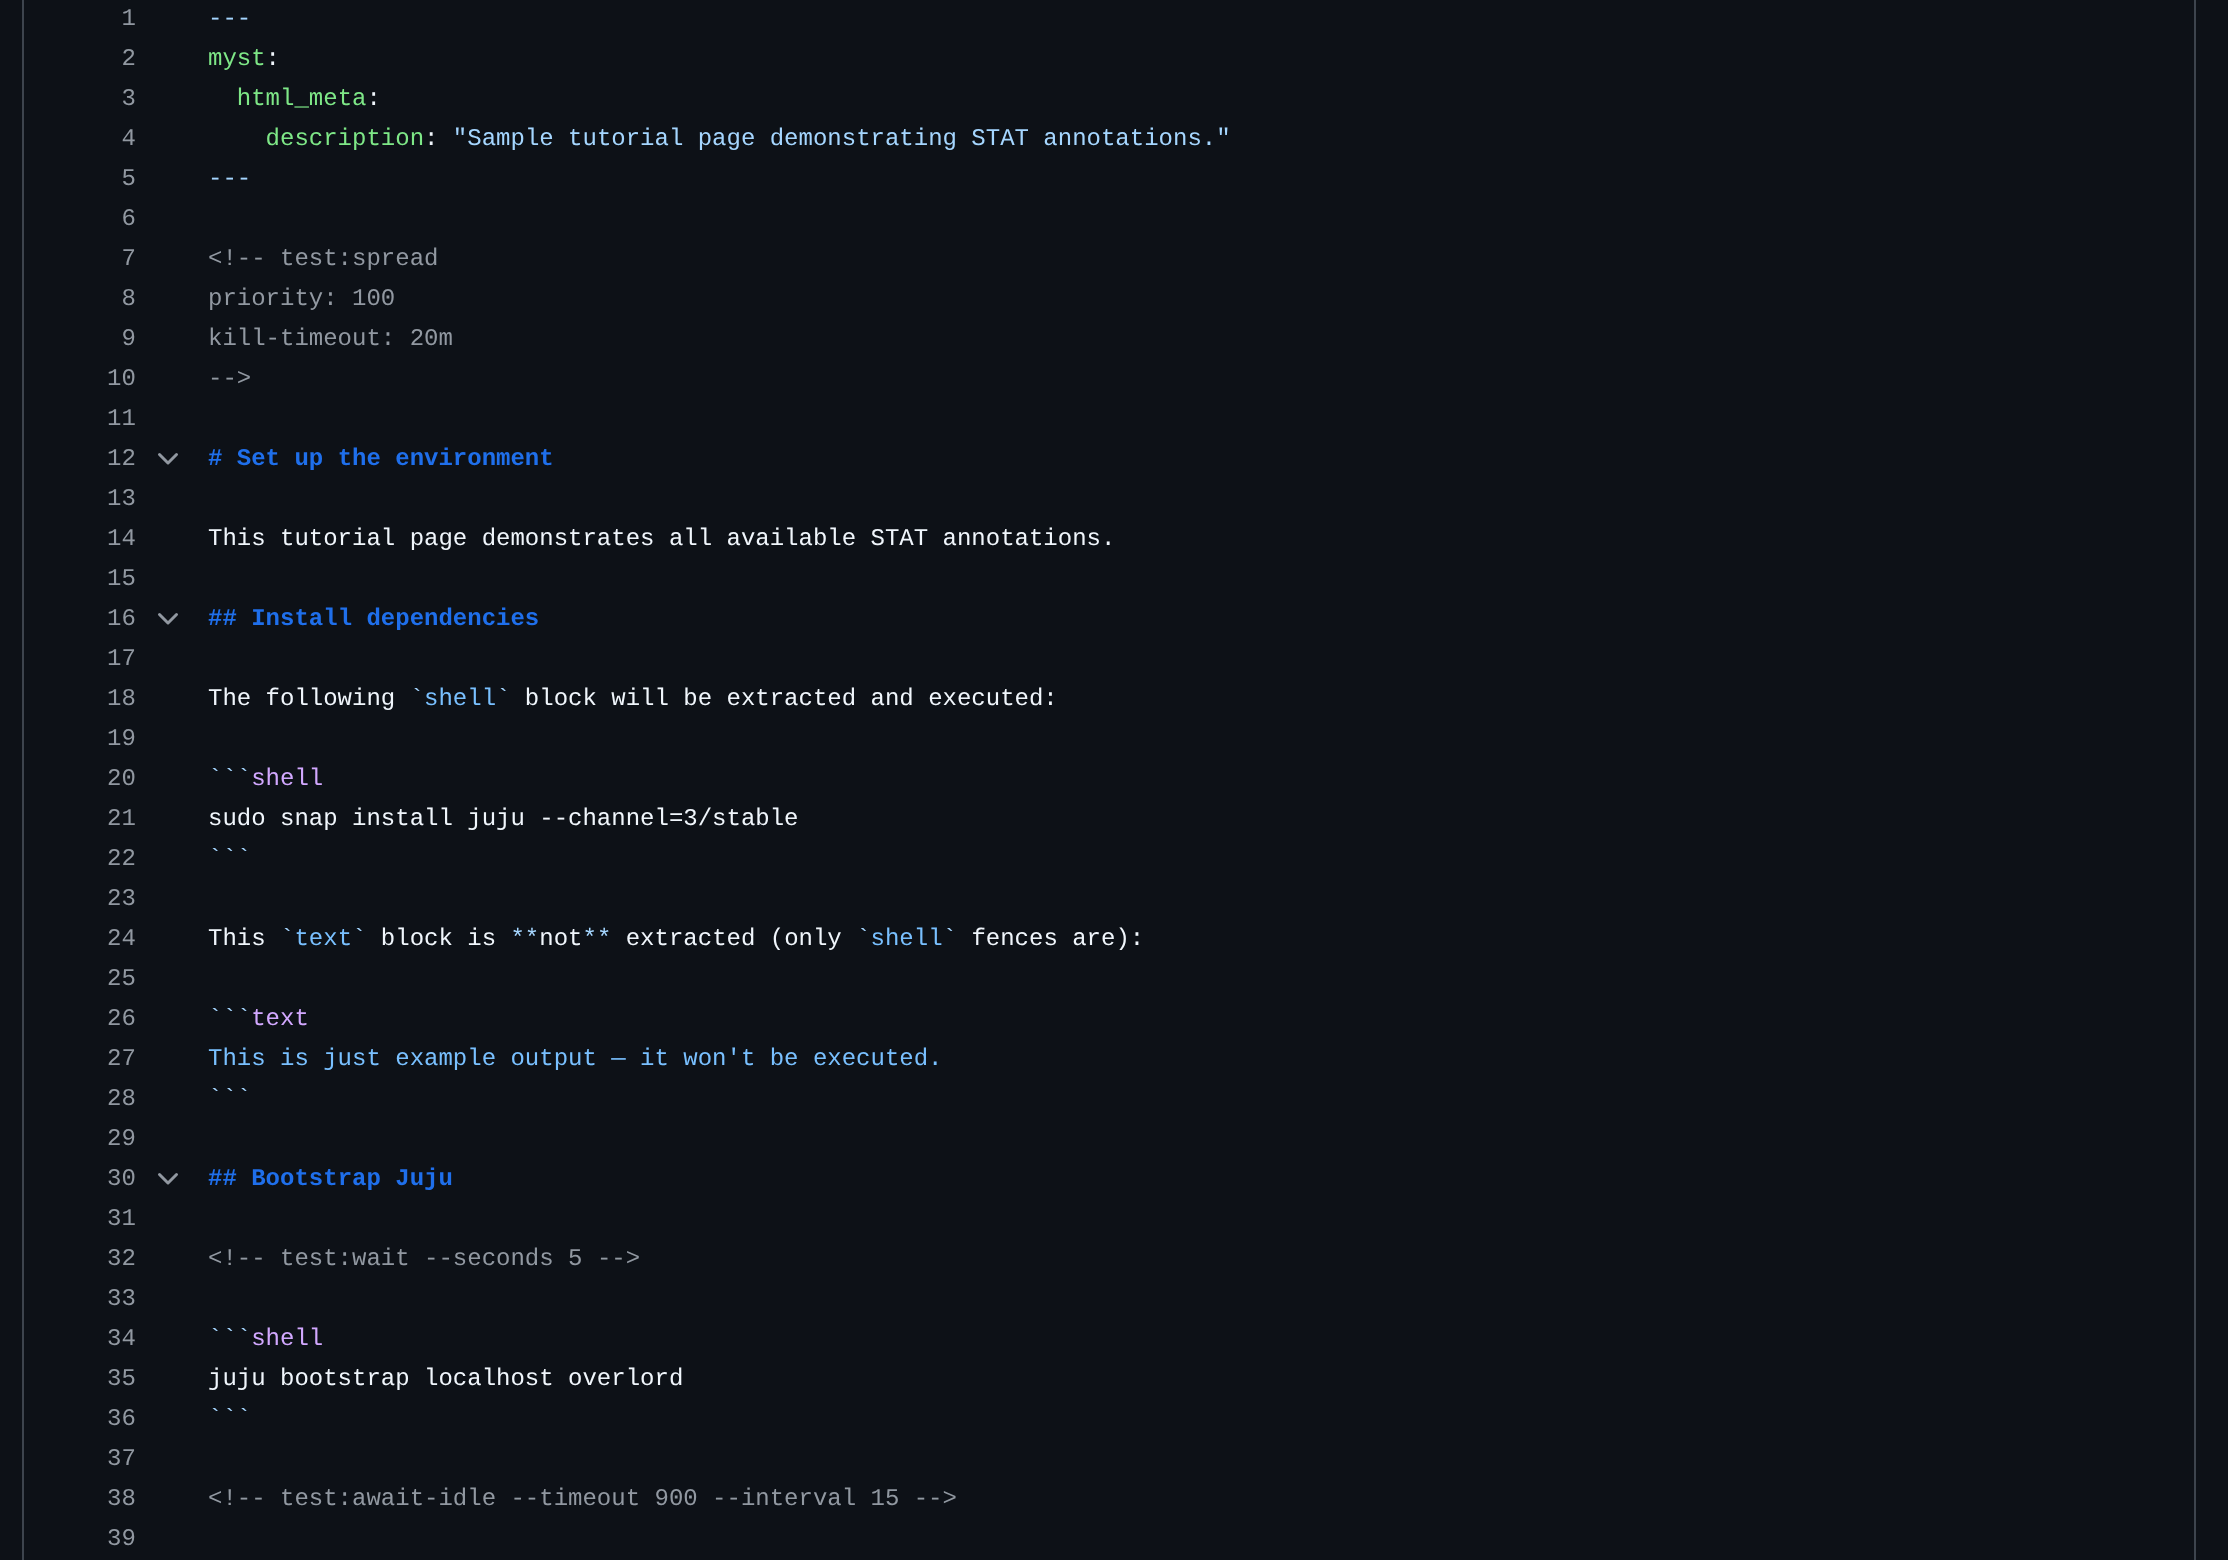 1 ---
2 myst:
3   html_meta:
4     description: "Sample tutorial page demonstrating STAT annotations."
5 ---
6
7 <!-- test:spread
8 priority: 100
9 kill-timeout: 20m
10 -->
11
12 # Set up the environment
13
14 This tutorial page demonstrates all available STAT annotations.
15
16 ## Install dependencies
17
18 The following `shell` block will be extracted and executed:
19
20 ```shell
21 sudo snap install juju --channel=3/stable
22 ```
23
24 This `text` block is **not** extracted (only `shell` fences are):
25
26 ```text
27 This is just example output — it won't be executed.
28 ```
29
30 ## Bootstrap Juju
31
32 <!-- test:wait --seconds 5 -->
33
34 ```shell
35 juju bootstrap localhost overlord
36 ```
37
38 <!-- test:await-idle --timeout 900 --interval 15 -->
39